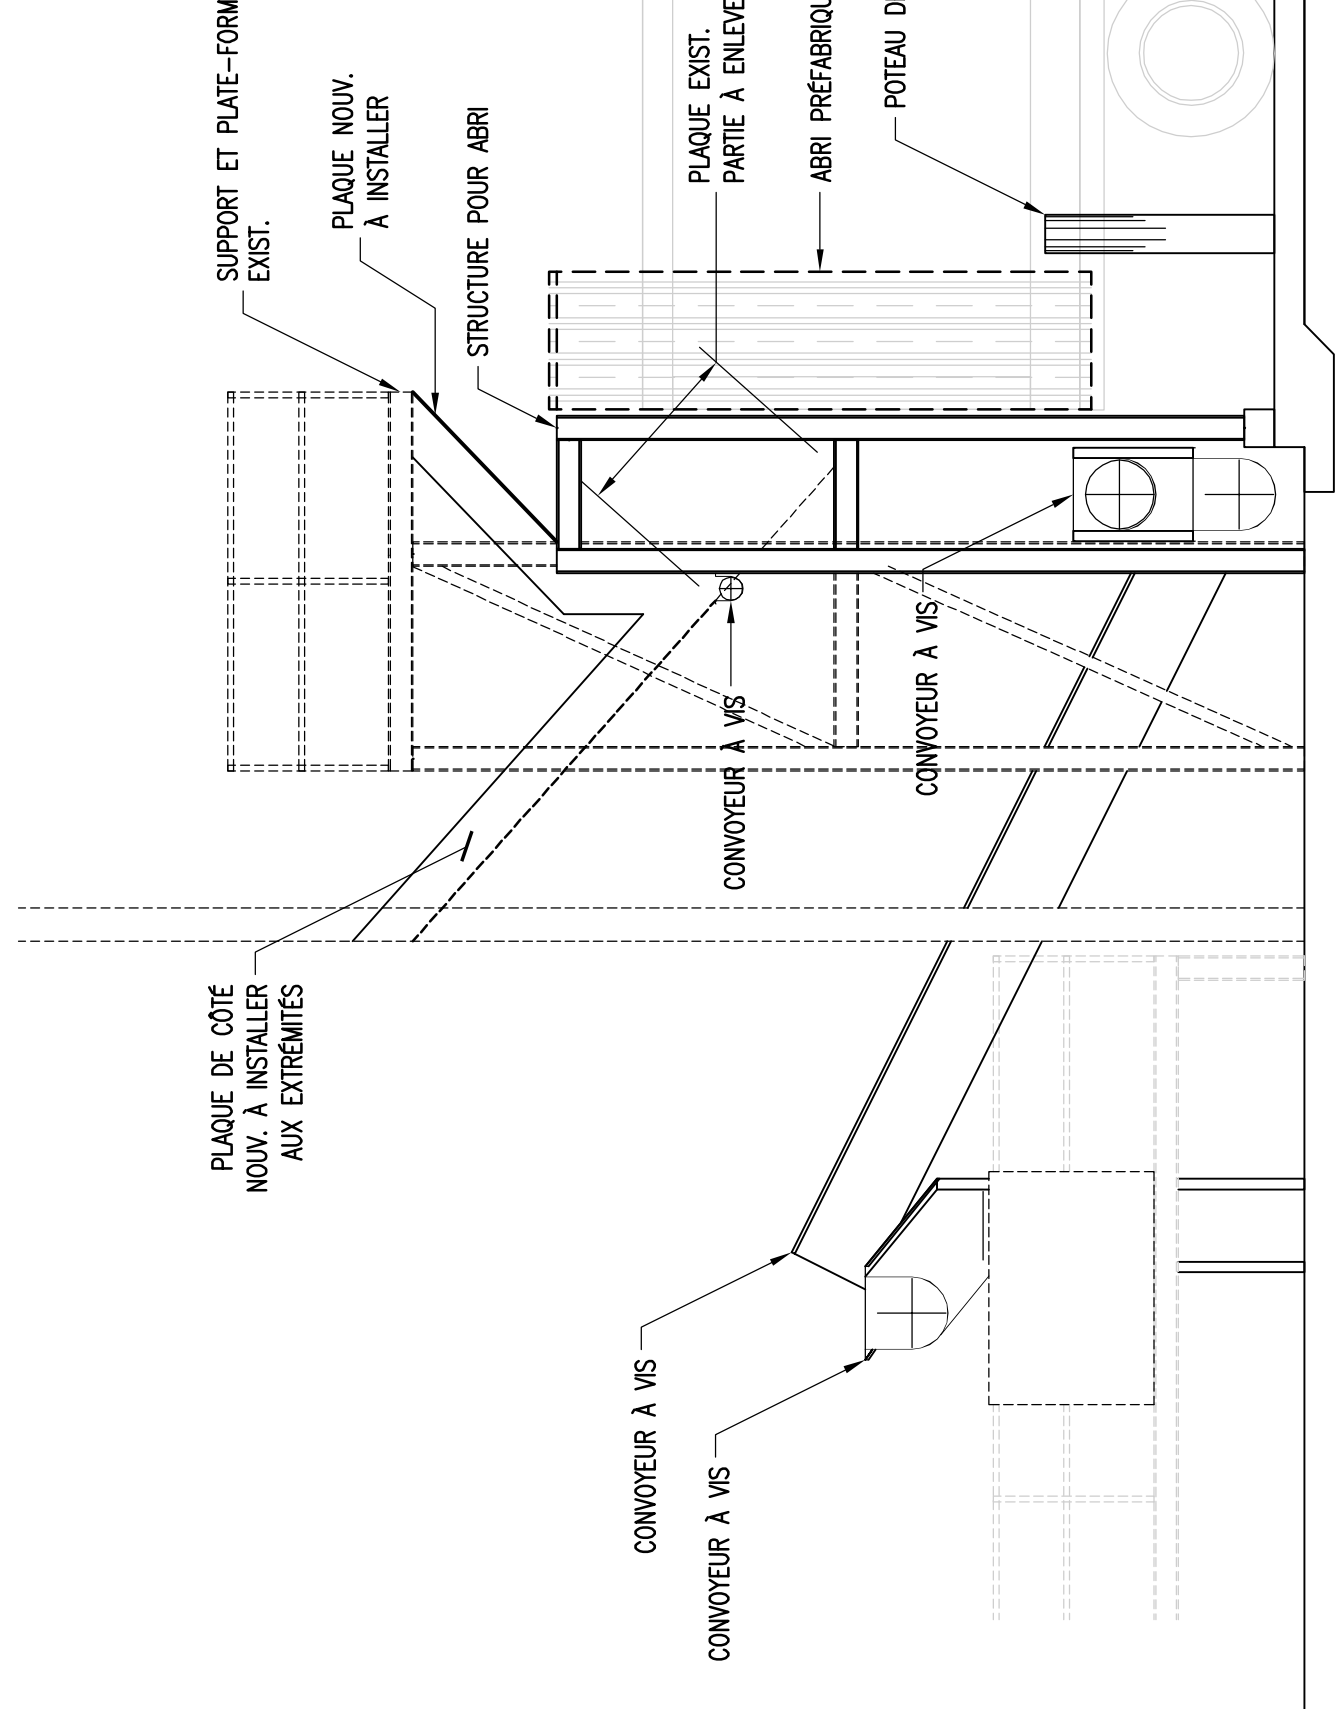 SUPPORT ET PLATE-FORM
EXIST.
PLAQUE NOUV.
À INSTALLER
STRUCTURE POUR ABRI
PLAQUE EXIST.
PARTIE À ENLEVE
ABRI PRÉFABRIQU
POTEAU
PLAQUE DE CÔTÉ
NOUV. À INSTALLER
AUX EXTRÉMITÉS
CONVOYEUR À VIS
CONVOYEUR À VIS
CONVOYEUR À VIS
CONVOYEUR À VIS